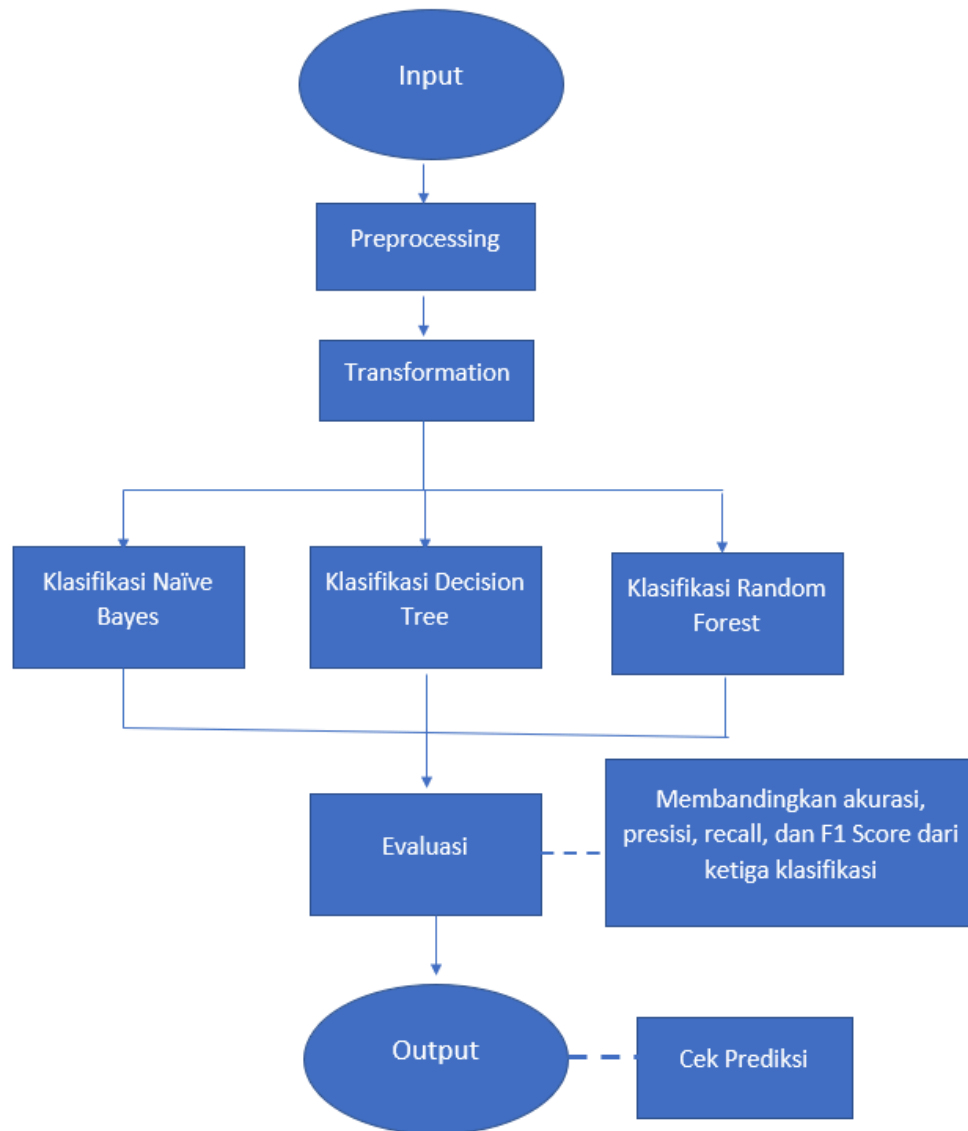 Input
Preprocessing
Transformation
Klasifikasi Naïve
Bayes
Klasifikasi Decision
Tree
Klasifikasi Random
Forest
Evaluasi
Membandingkan akurasi,
presisi, recall, dan F1 Score dari
ketiga klasifikasi
Output
Cek Prediksi